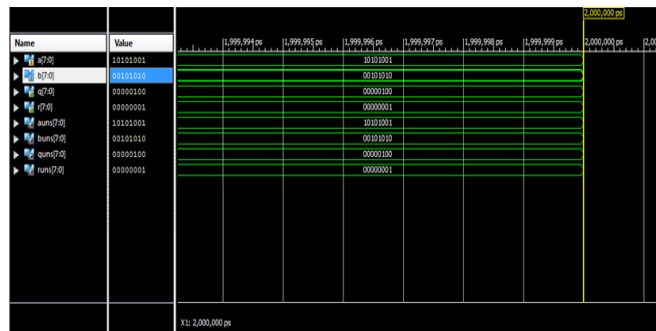 2,000,000 ps
Name Value
1,999,994 ps 1,999,995 ps 1,999,996 ps 1,999,997 ps 1,999,998 ps 1,999,999 ps 2,000,000 ps
a[7:0] 10101001 10101001
b[7:0] 00101010 00101010
q[7:0] 00000100 00000100
r[7:0] 00000001 00000001
auns[7:0] 10101001 10101001
buns[7:0] 00101010 00101010
quns[7:0] 00000100 00000100
runs[7:0] 00000001 00000001
X1: 2,000,000 ps